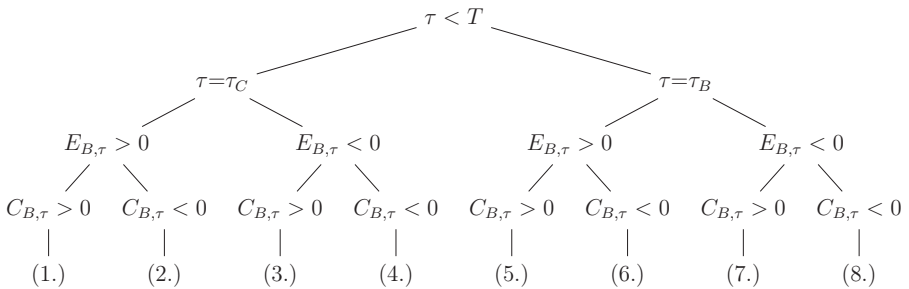 τ < T
τ=τ_C τ=τ_B
E_{B,τ} > 0 E_{B,τ} < 0 E_{B,τ} > 0 E_{B,τ} < 0
C_{B,τ} > 0 C_{B,τ} < 0 C_{B,τ} > 0 C_{B,τ} < 0 C_{B,τ} > 0 C_{B,τ} < 0 C_{B,τ} > 0 C_{B,τ} < 0
(1.) (2.) (3.) (4.) (5.) (6.) (7.) (8.)